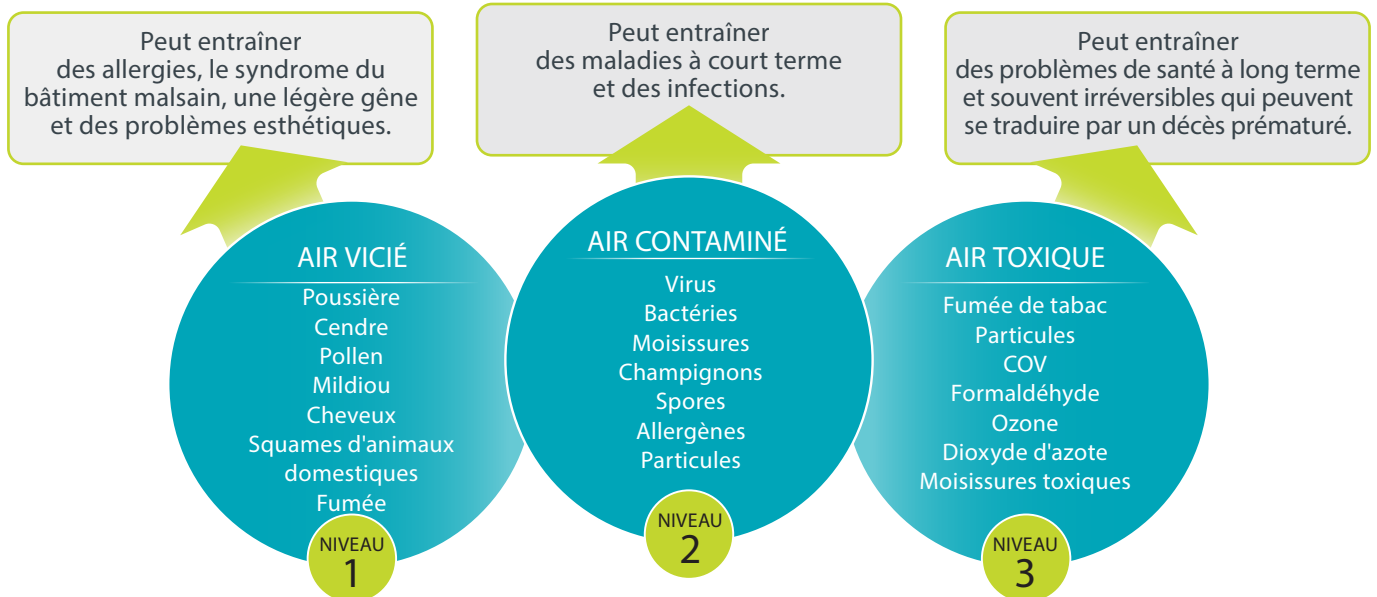 Peut entraîner
des allergies, le syndrome du
bâtiment malsain, une légère gêne
et des problèmes esthétiques.
AIR VICIÉ
Poussière
Cendre
Pollen
Mildiou
Cheveux
Squames d'animaux
domestiques
Fumée
NIVEAU
1
Peut entraîner
des maladies à court terme
et des infections.
AIR CONTAMINÉ
Virus
Bactéries
Moisissures
Champignons
Spores
Allergènes
Particules
NIVEAU
2
Peut entraîner
des problèmes de santé à long terme
et souvent irréversibles qui peuvent
se traduire par un décès prématuré.
AIR TOXIQUE
Fumée de tabac
Particules
COV
Formaldéhyde
Ozone
Dioxyde d'azote
Moisissures toxiques
NIVEAU
3